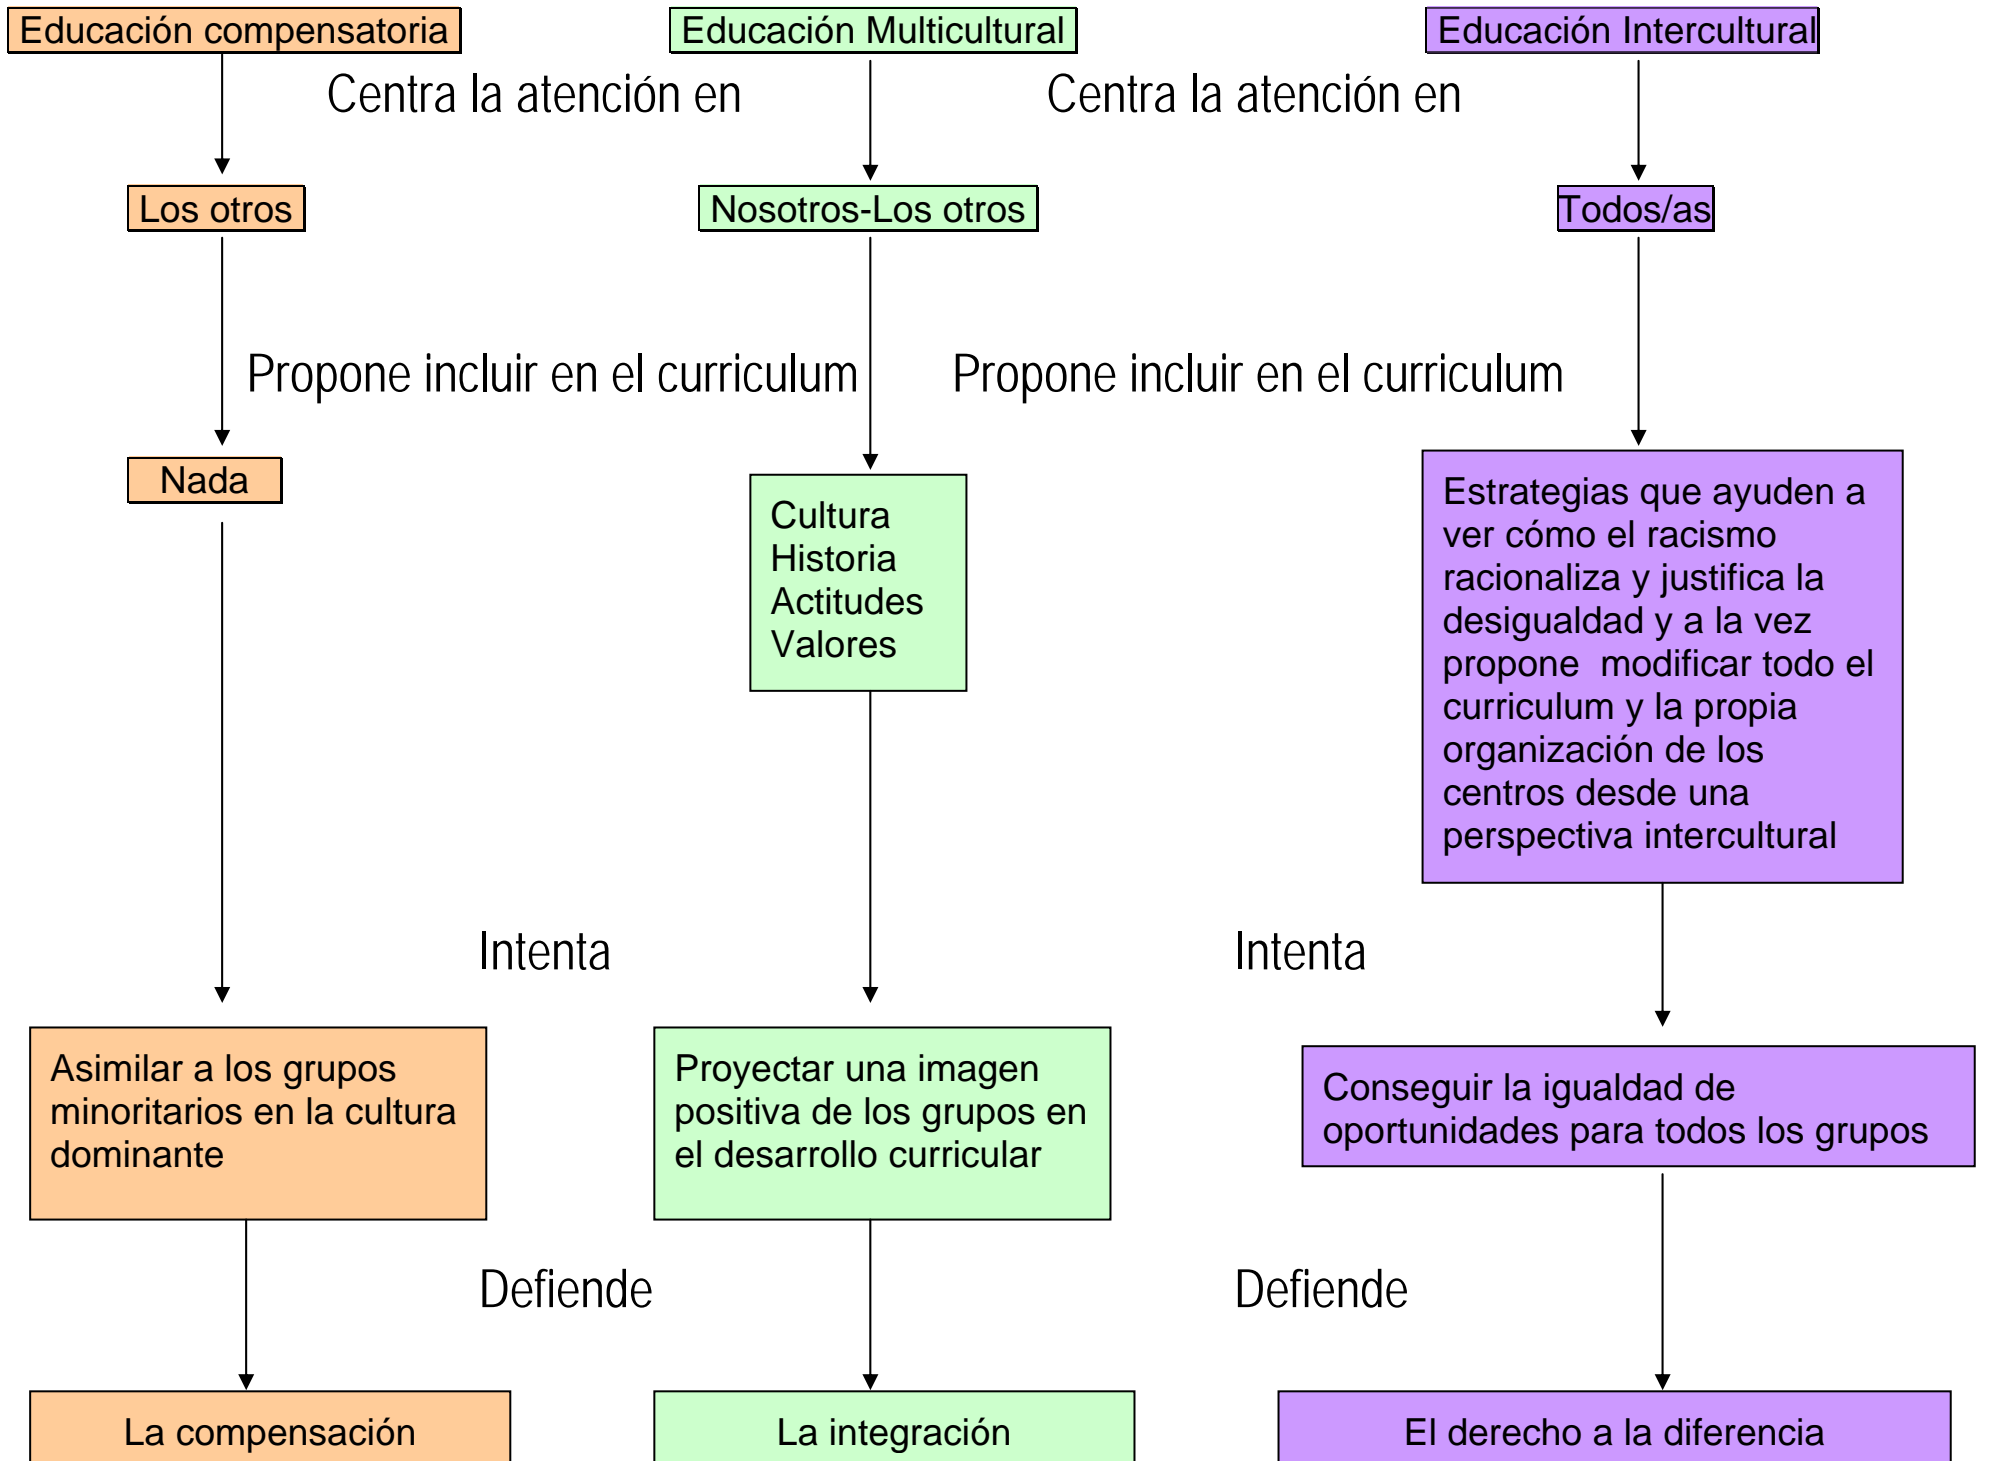 Educación compensatoria
Educación Multicultural
Educación Intercultural
Centra la atención en
Centra la atención en
Los otros
Nosotros-Los otros
Todos/as
Propone incluir en el curriculum
Propone incluir en el curriculum
Nada
Cultura
Historia
Actitudes
Valores
Estrategias que ayuden a
ver cómo el racismo
racionaliza y justifica la
desigualdad y a la vez
propone  modificar todo el
curriculum y la propia
organización de los
centros desde una
perspectiva intercultural
Intenta
Intenta
Asimilar a los grupos
minoritarios en la cultura
dominante
Proyectar una imagen
positiva de los grupos en
el desarrollo curricular
Conseguir la igualdad de
oportunidades para todos los grupos
Defiende
Defiende
La compensación
La integración
El derecho a la diferencia